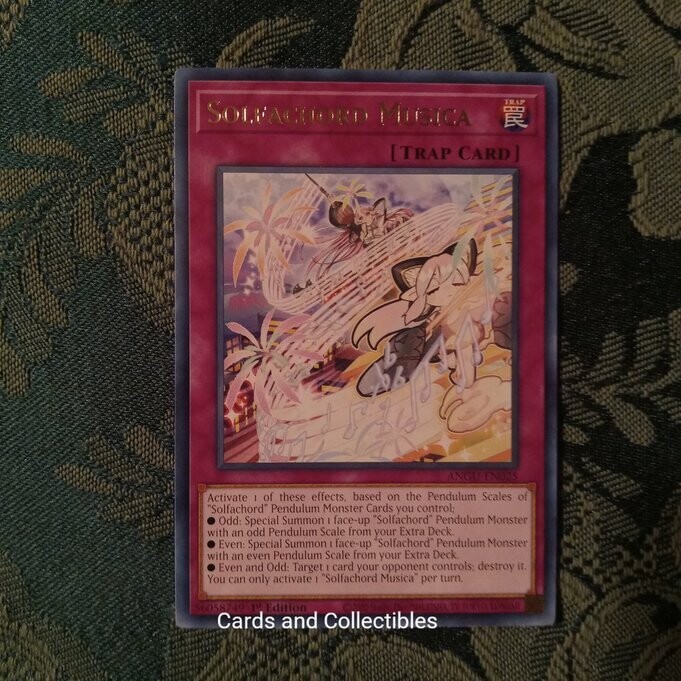 SOLFACHORD MUSICA
TRAP
罠
[TRAP CARD]
ANGU-EN025
Activate 1 of these effects, based on the Pendulum Scales of
"Solfachord" Pendulum Monster Cards you control;
● Odd: Special Summon 1 face-up "Solfachord" Pendulum Monster
with an odd Pendulum Scale from your Extra Deck.
● Even: Special Summon 1 face-up "Solfachord" Pendulum Monster
with an even Pendulum Scale from your Extra Deck.
● Even and Odd: Target 1 card your opponent controls; destroy it.
You can only activate 1 "Solfachord Musica" per turn.
1st Edition
Cards and Collectibles